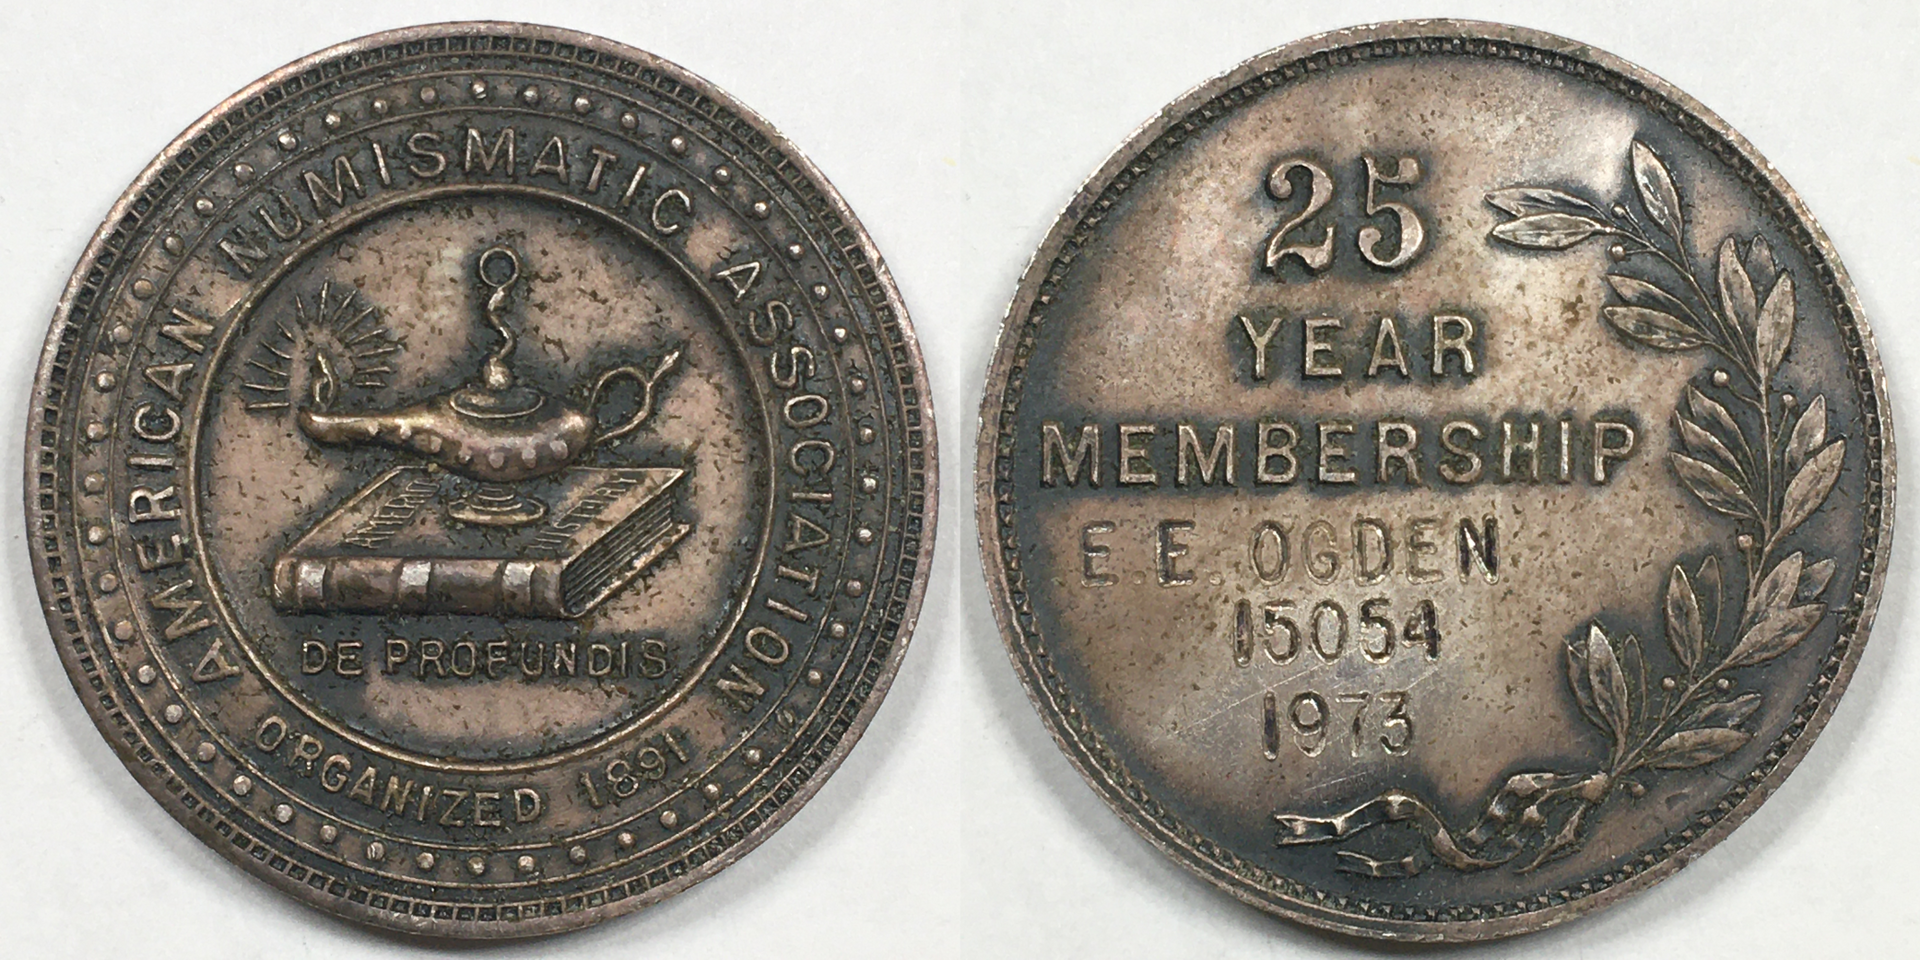 AMERICAN NUMISMATIC ASSOCIATION
DE PROFUNDIS
ORGANIZED 1891
25
YEAR
MEMBERSHIP
E.E. OGDEN
15054
1973